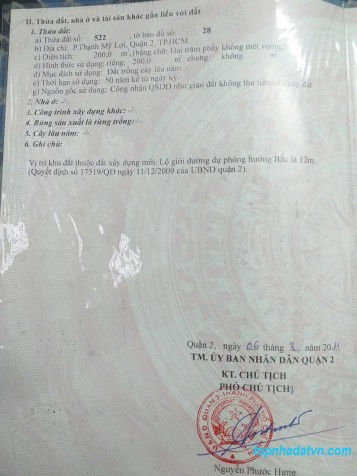 II. Thửa đất, nhà ở và tài sản khác gắn liền với đất
1. Thửa đất:
a) Thửa đất số: 522 , tờ bản đồ số: 28
b) Địa chỉ: P.Thạnh Mỹ Lợi, Quận 2, TP.HCM
c) Diện tích: 200,0 m², (bằng chữ: Hai trăm phẩy không mét vuông)
d) Hình thức sử dụng: riêng: 200,0 m² chung: không m²
đ) Mục đích sử dụng: Đất trồng cây lâu năm
e) Thời hạn sử dụng: 50 năm kể từ ngày ký.
g) Nguồn gốc sử dụng: Công nhận QSDĐ như giao đất không thu tiền sử dụng đất
2. Nhà ở: -/-.
3. Công trình xây dựng khác: -/-.
4. Rừng sản xuất là rừng trồng: -/-.
5. Cây lâu năm: -/-.
6. Ghi chú:
Vị trí khu đất thuộc đất xây dựng mới. Lộ giới đường dự phóng hướng Bắc là 12m.
(Quyết định số 17519/QĐ ngày 11/12/2009 của UBND quận 2).
Quận 2, ngày 06 tháng năm 20
TM. ỦY BAN NHÂN DÂN QUẬN 2
KT. CHỦ TỊCH
PHÓ CHỦ TỊCH
Nguyễn Phước Hưng
depnhadatvn.com